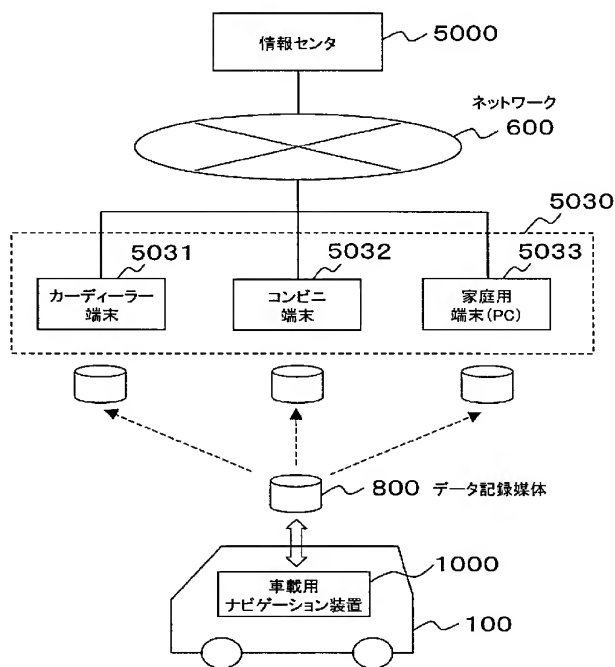 情報センタ
5000
ネットワーク
600
5030
5031
5032
5033
カーディーラー
端末
コンビニ
端末
家庭用
端末(PC)
800 データ記録媒体
車載用
ナビゲーション装置
1000
100